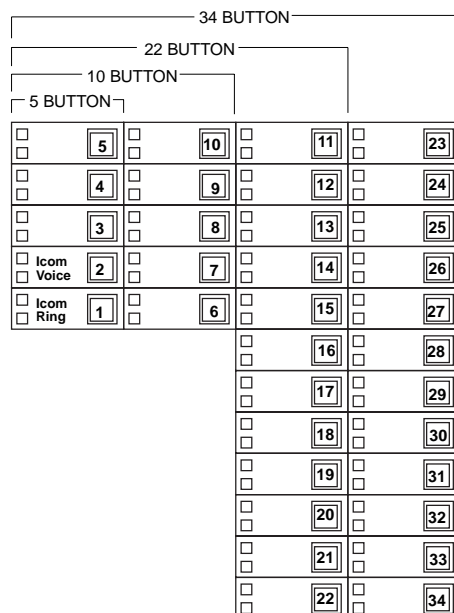 34 BUTTON
22 BUTTON
10 BUTTON
5 BUTTON
5 10 11 23
4 9 12 24
3 8 13 25
Icom Voice 2 7 14 26
Icom Ring 1 6 15 27
16 28
17 29
18 30
19 31
20 32
21 33
22 34